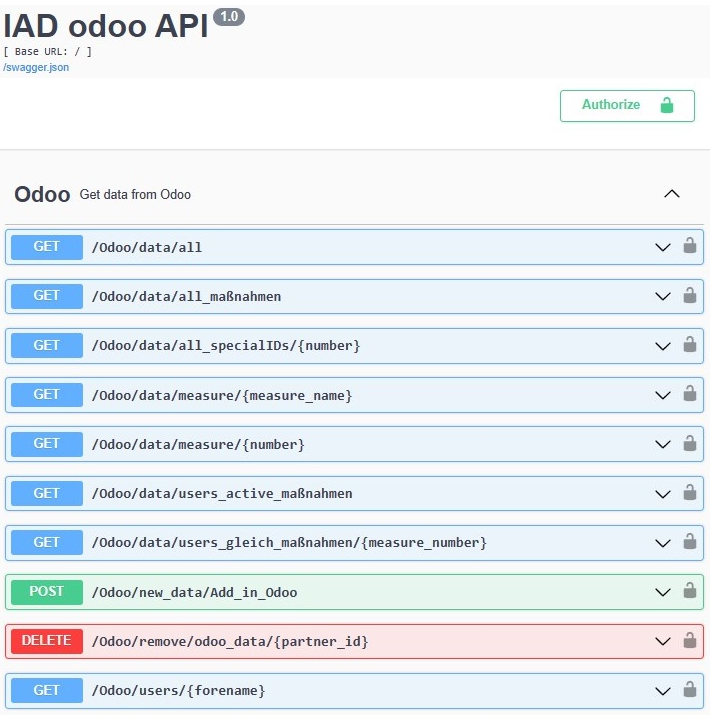 IAD odoo API 1.0
[ Base URL: / ]
/swagger.json
Authorize
Odoo Get data from Odoo
GET /Odoo/data/all
GET /Odoo/data/all_maßnahmen
GET /Odoo/data/all_specialIDs/{number}
GET /Odoo/data/measure/{measure_name}
GET /Odoo/data/measure/{number}
GET /Odoo/data/users_active_maßnahmen
GET /Odoo/data/users_gleich_maßnahmen/{measure_number}
POST /Odoo/new_data/Add_in_Odoo
DELETE /Odoo/remove/odoo_data/{partner_id}
GET /Odoo/users/{forename}